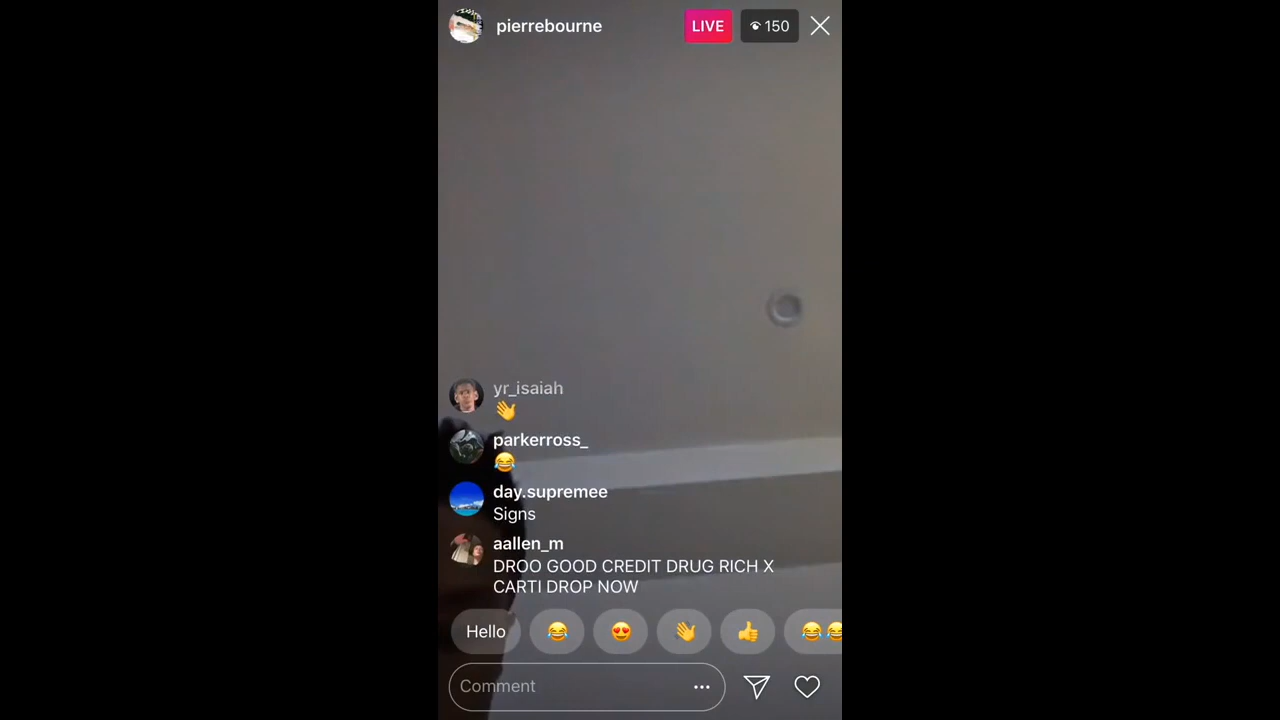 pierrebourne
LIVE
150
yr_isaiah
👋
parkerross_
😂
day.supremee
Signs
aallen_m
DROO GOOD CREDIT DRUG RICH X
CARTI DROP NOW
Hello 😂 😍 👋 👍 😂😂
Comment